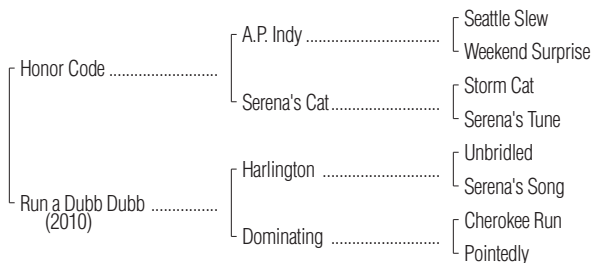 Seattle Slew
A.P. Indy ..............................
Weekend Surprise
Honor Code ........................
Storm Cat
Serena's Cat........................
Serena's Tune
Unbridled
Harlington ..........................
Serena's Song
Run a Dubb Dubb ...............
(2010)
Cherokee Run
Dominating ........................
Pointedly